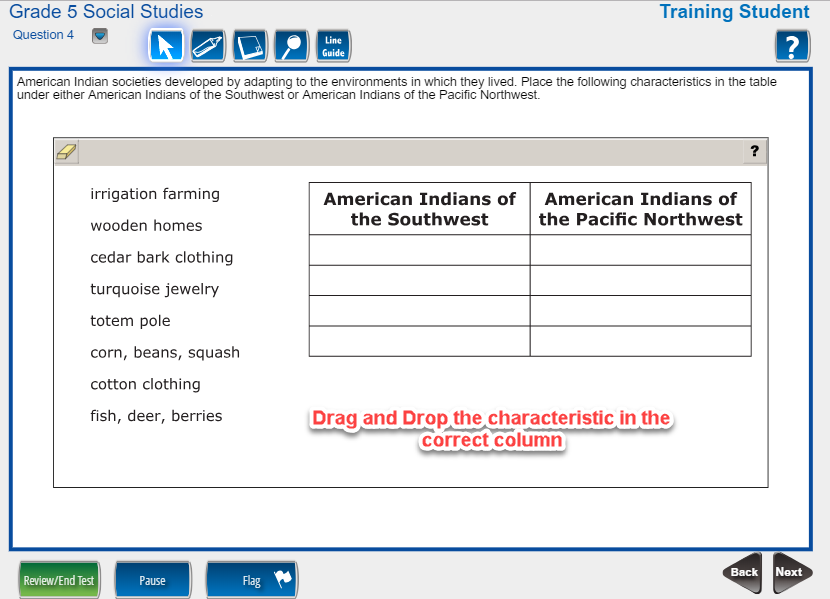 Grade 5 Social Studies
Training Student
Question 4
Line
Guide
?
American Indian societies developed by adapting to the environments in which they lived. Place the following characteristics in the table
under either American Indians of the Southwest or American Indians of the Pacific Northwest.
?
irrigation farming
wooden homes
cedar bark clothing
turquoise jewelry
totem pole
corn, beans, squash
cotton clothing
fish, deer, berries
American Indians of
the Southwest
American Indians of
the Pacific Northwest
Drag and Drop the characteristic in the
correct column
Review/End Test
Pause
Flag
Back
Next